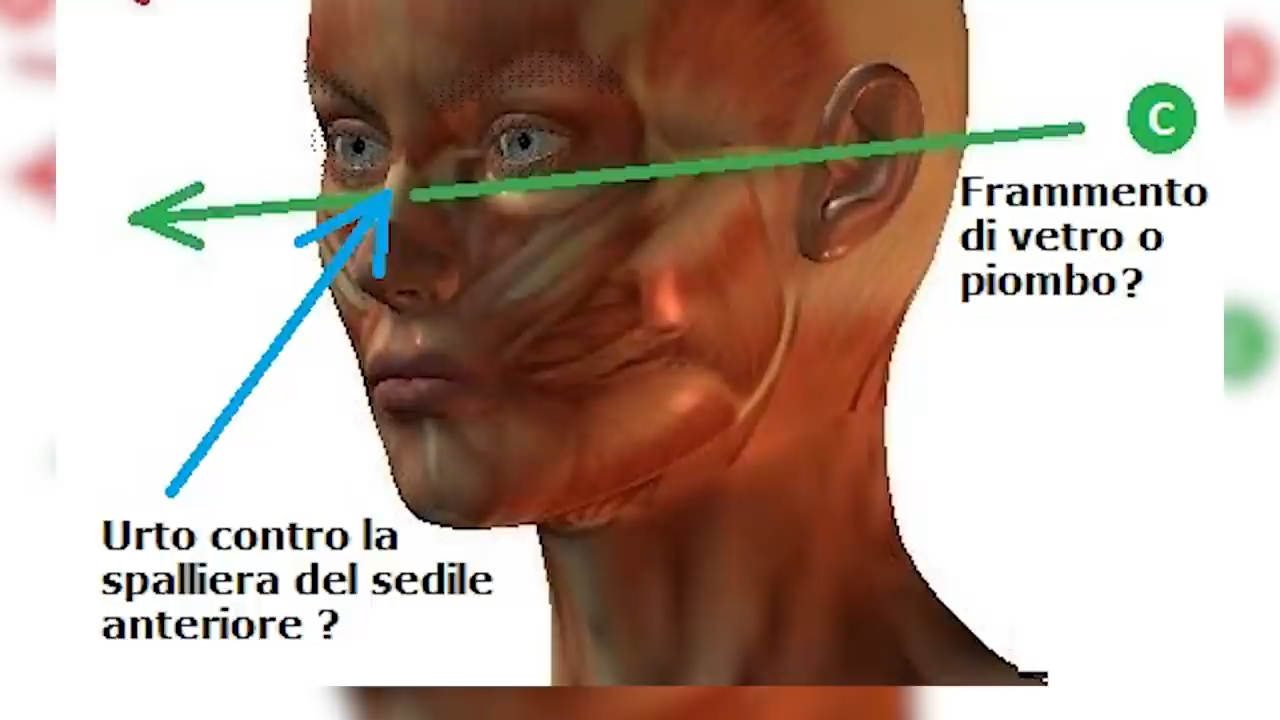 C
Frammento
di vetro o
piombo?
Urto contro la
spalliera del sedile
anteriore ?